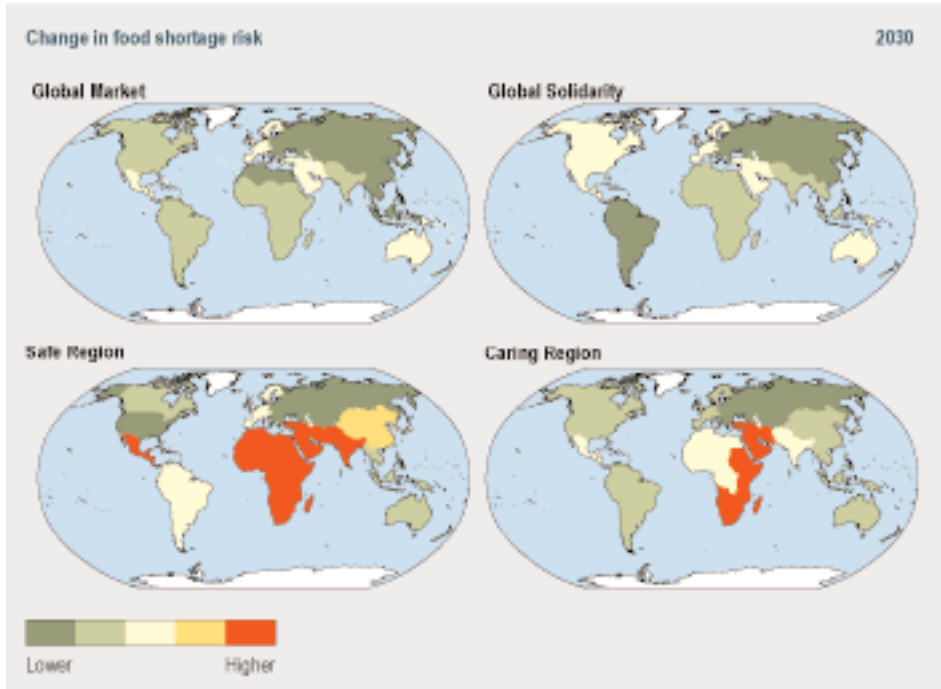 Change in food shortage risk 2030
Global Market Global Solidarity
Safe Region Caring Region
Lower Higher